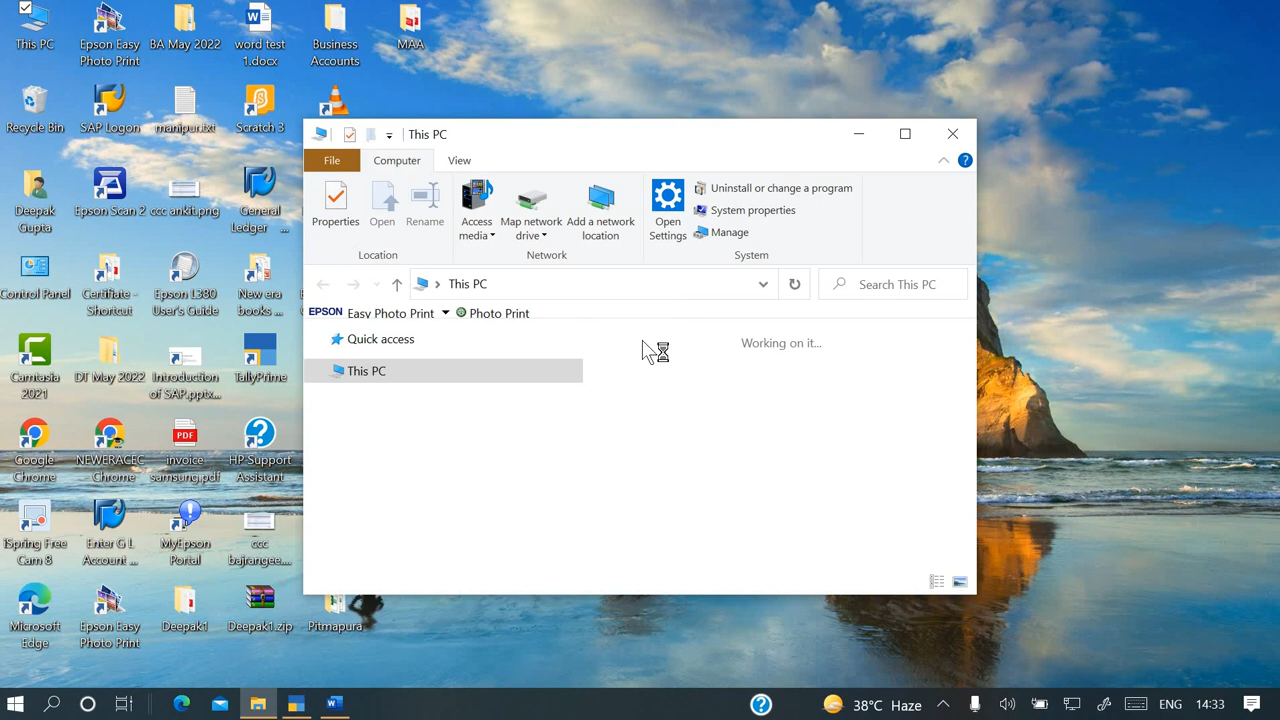 This PC
Epson Easy
Photo Print
BA May 2022
word test
1.docx
Business
Accounts
MAA
Recycle Bin
SAP Logon
manipur.txt
Scratch 3
Deepak
Gupta
Epson Scan 2
ccc ankit.png
General
Ledger ...
Control Panel
Certifiate -
Shortcut
Epson L380
User's Guide
New era
books ...
Camtasia
2021
DT May 2022
Introduction
of SAP.pptx...
TallyPrime
Google
Chrome
NEWERACEC
Chrome
PDF
invoice
samsung.pdf
HP Support
Assistant
iSpring Free
Cam 8
Enter G L
Account ...
MyEpson
Portal
ccc
bajrangee....
Microsoft
Edge
Epson Easy
Photo Print
Deepak1
Deepak1.zip
Pitmapura
This PC
File
Computer
View
Properties
Open
Rename
Location
Access
media
Map network
drive
Add a network
location
Network
Open
Settings
Uninstall or change a program
System properties
Manage
System
This PC
Search This PC
EPSON Easy Photo Print
Photo Print
Quick access
This PC
Working on it...
38°C Haze
ENG
14:33